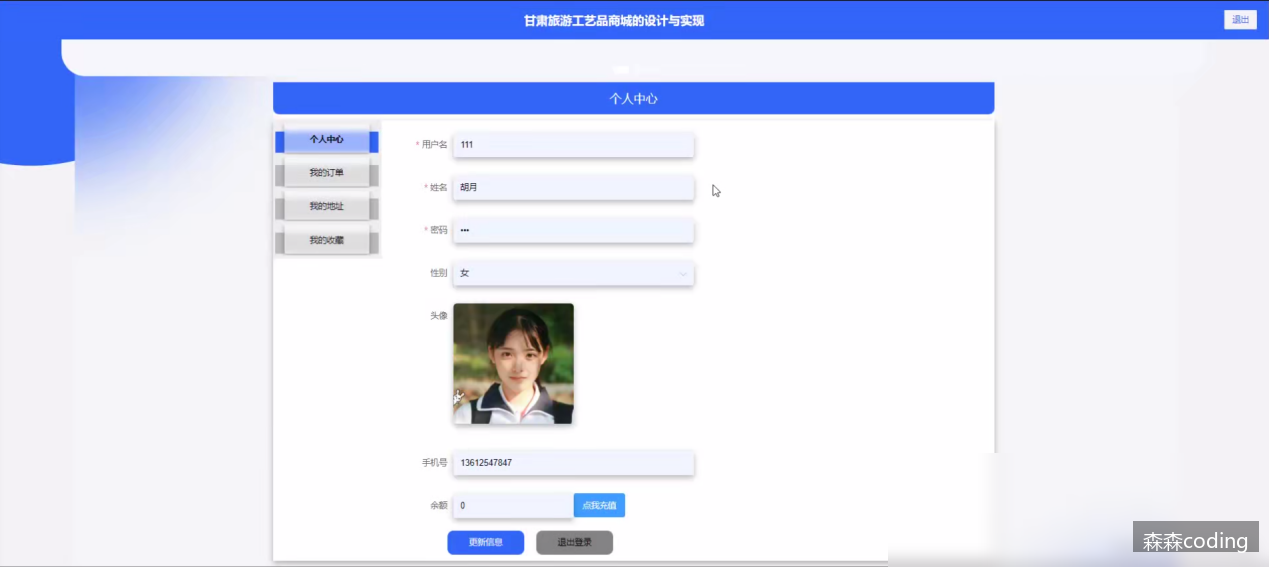 甘肃旅游工艺品商城的设计与实现
退出
个人中心
个人中心
我的订单
我的地址
我的收藏
* 用户名 111
* 姓名 胡月
* 密码 •••
性别 女
头像
手机号 13612547847
余额 0 点我充值
更新信息 退出登录
森森coding